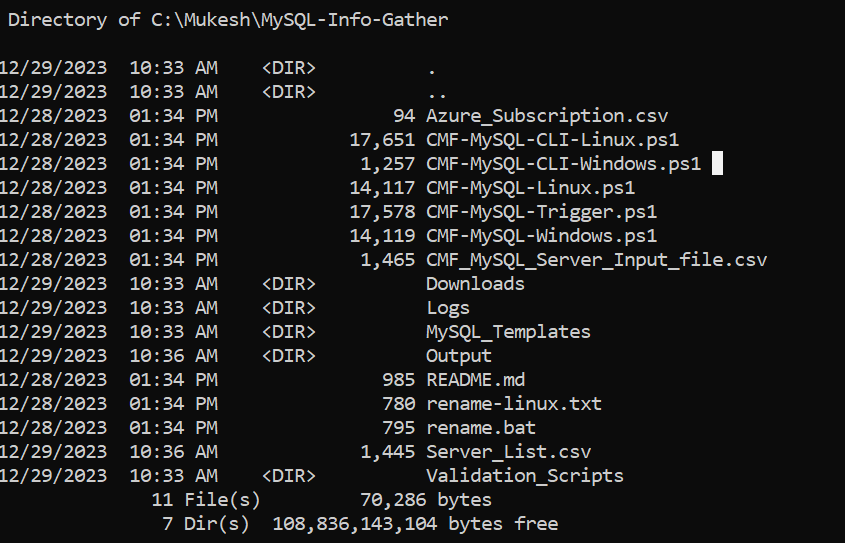 Directory of C:\Mukesh\MySQL-Info-Gather
12/29/2023  10:33 AM    <DIR>          .
12/29/2023  10:33 AM    <DIR>          ..
12/28/2023  01:34 PM                94 Azure_Subscription.csv
12/28/2023  01:34 PM            17,651 CMF-MySQL-CLI-Linux.ps1
12/28/2023  01:34 PM             1,257 CMF-MySQL-CLI-Windows.ps1
12/28/2023  01:34 PM            14,117 CMF-MySQL-Linux.ps1
12/28/2023  01:34 PM            17,578 CMF-MySQL-Trigger.ps1
12/28/2023  01:34 PM            14,119 CMF-MySQL-Windows.ps1
12/28/2023  01:34 PM             1,465 CMF_MySQL_Server_Input_file.csv
12/29/2023  10:33 AM    <DIR>          Downloads
12/29/2023  10:33 AM    <DIR>          Logs
12/29/2023  10:33 AM    <DIR>          MySQL_Templates
12/29/2023  10:36 AM    <DIR>          Output
12/28/2023  01:34 PM               985 README.md
12/28/2023  01:34 PM               780 rename-linux.txt
12/28/2023  01:34 PM               795 rename.bat
12/29/2023  10:36 AM             1,445 Server_List.csv
12/29/2023  10:33 AM    <DIR>          Validation_Scripts
11 File(s)         70,286 bytes
7 Dir(s)  108,836,143,104 bytes free